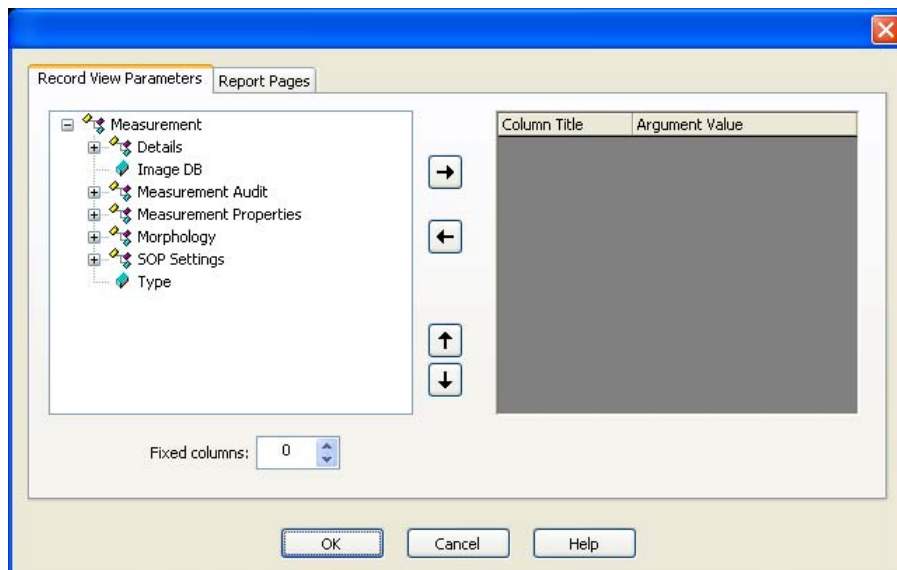 Record View Parameters
Report Pages
Measurement
Details
Image DB
Measurement Audit
Measurement Properties
Morphology
SOP Settings
Type
Column Title
Argument Value
Fixed columns:
0
OK
Cancel
Help